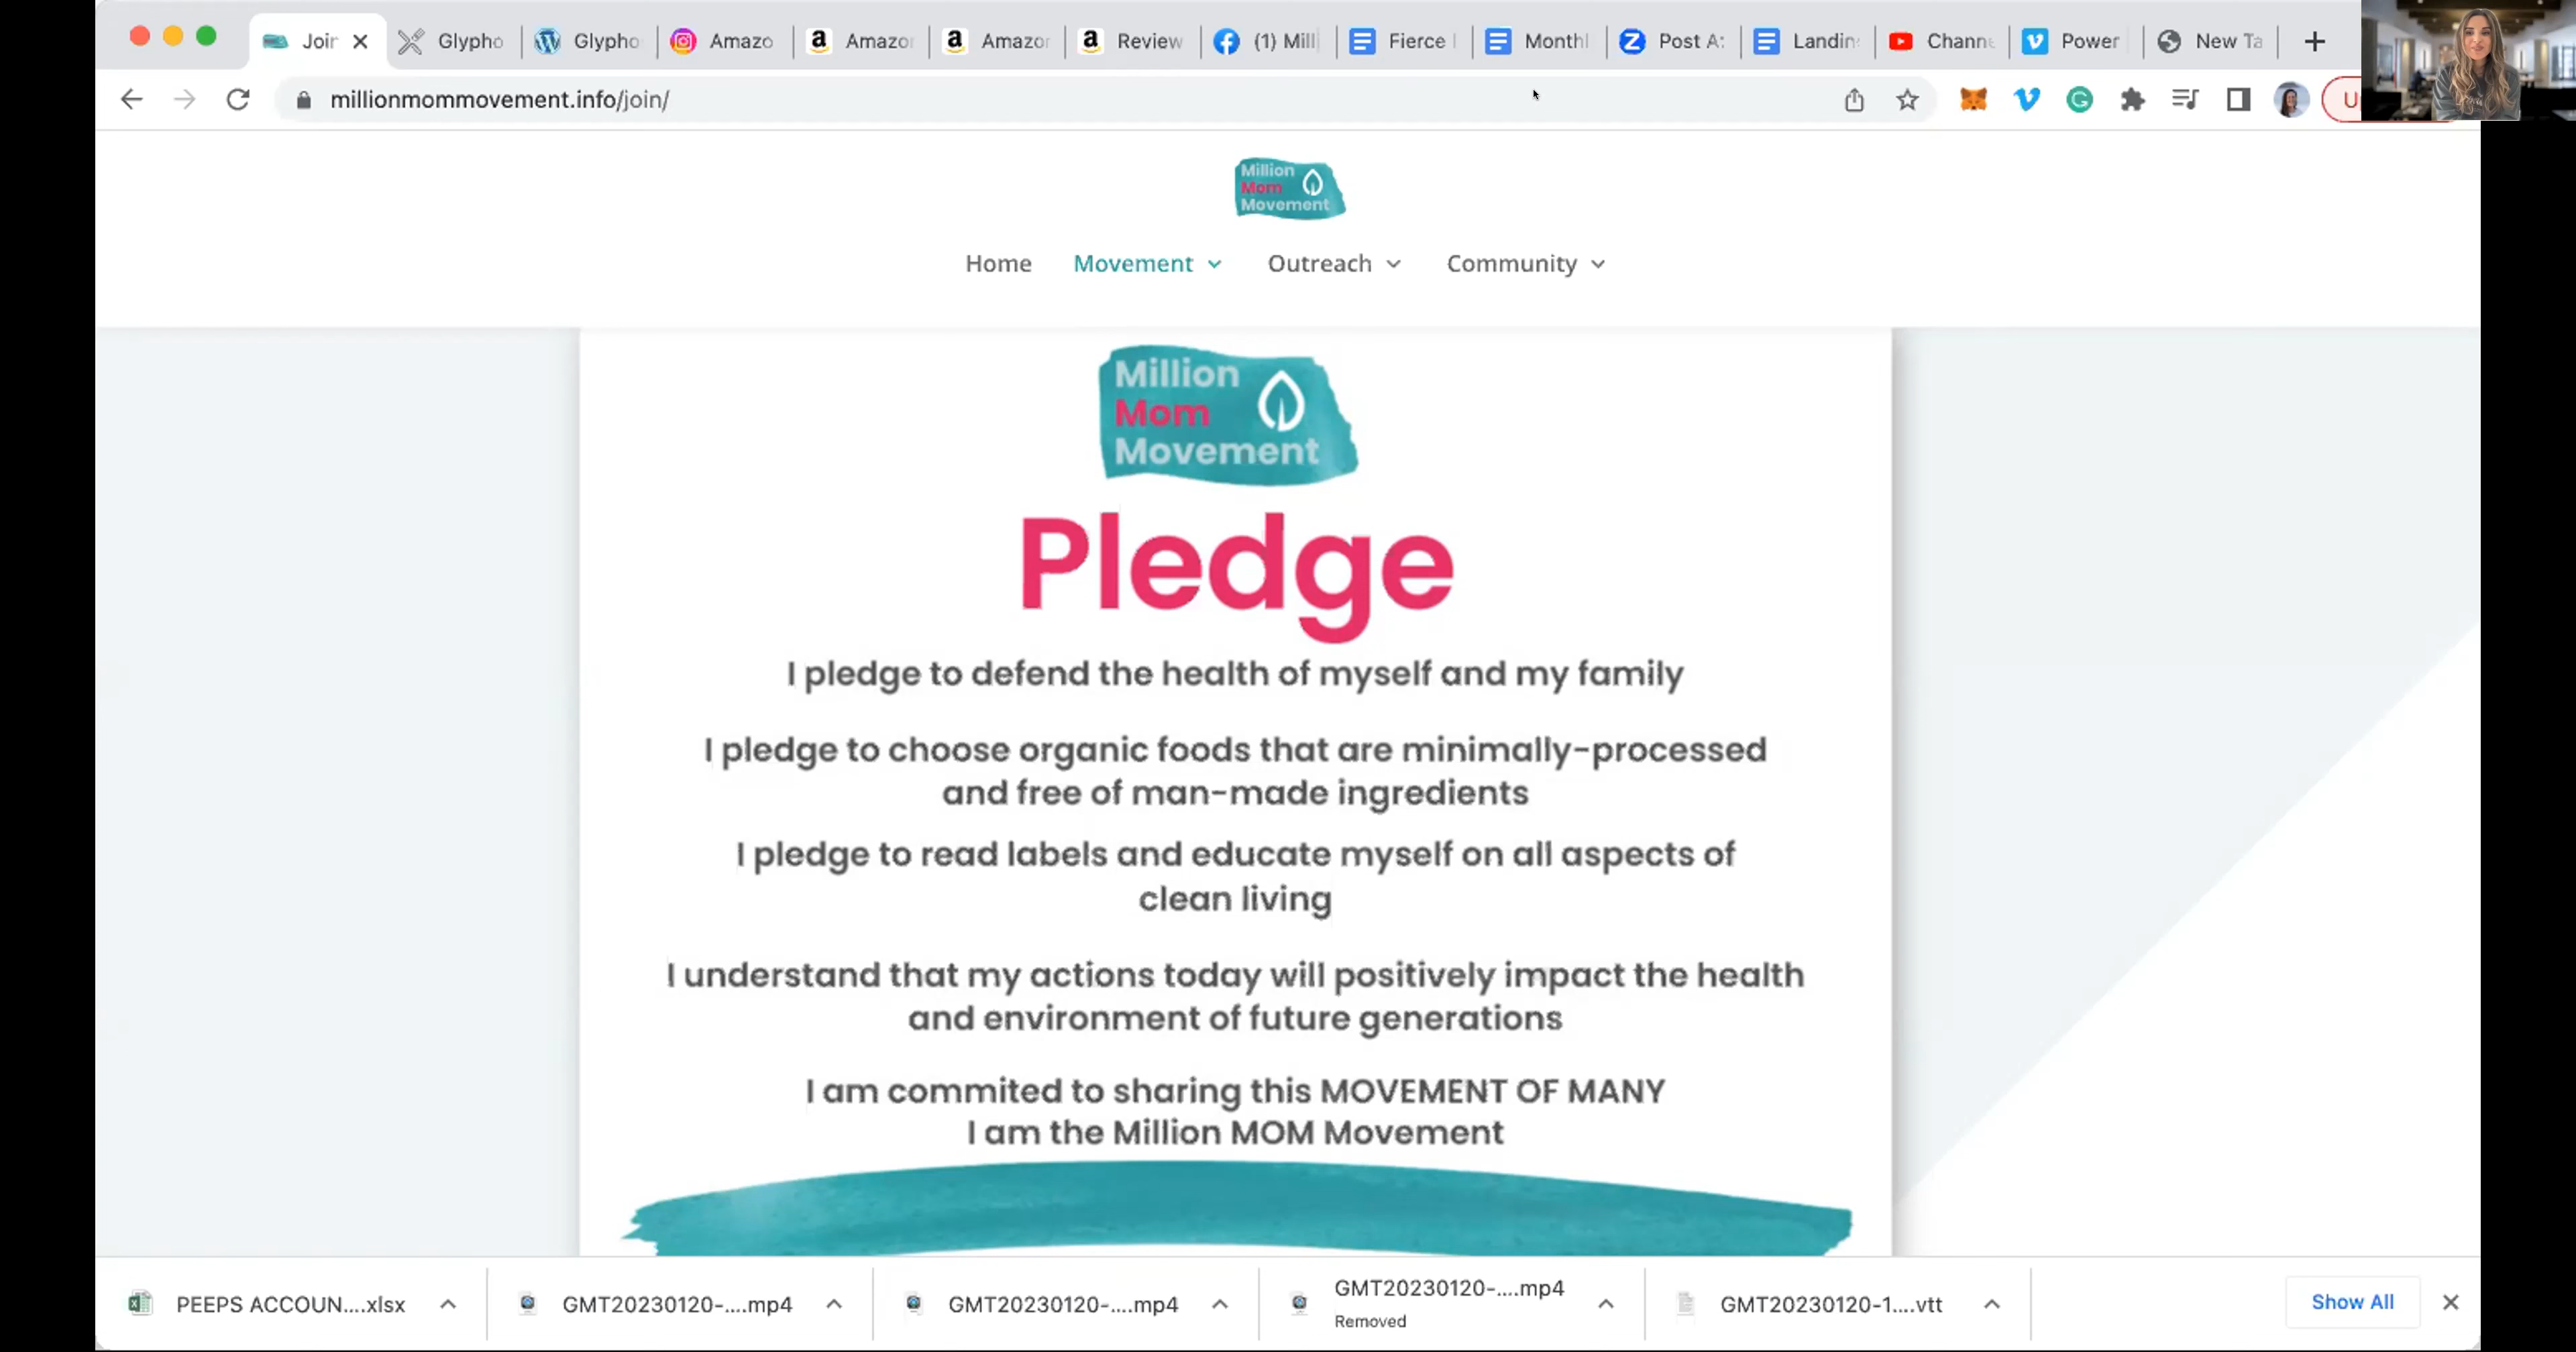 Join
Glypho
Glypho
Amazo
Amazon
Amazon
Review
(1) Mill
Fierce
Monthl
Post A
Landin
Channe
Power
New Ta
millionmommovement.info/join/
U
Million
Mom
Movement
Home
Movement
Outreach
Community
Million
Mom
Movement
Pledge
I pledge to defend the health of myself and my family
I pledge to choose organic foods that are minimally-processed
and free of man-made ingredients
I pledge to read labels and educate myself on all aspects of
clean living
I understand that my actions today will positively impact the health
and environment of future generations
I am commited to sharing this MOVEMENT OF MANY
I am the Million MOM Movement
PEEPS ACCOUN....xlsx
GMT20230120-....mp4
GMT20230120-....mp4
GMT20230120-....mp4
Removed
GMT20230120-1....vtt
Show All